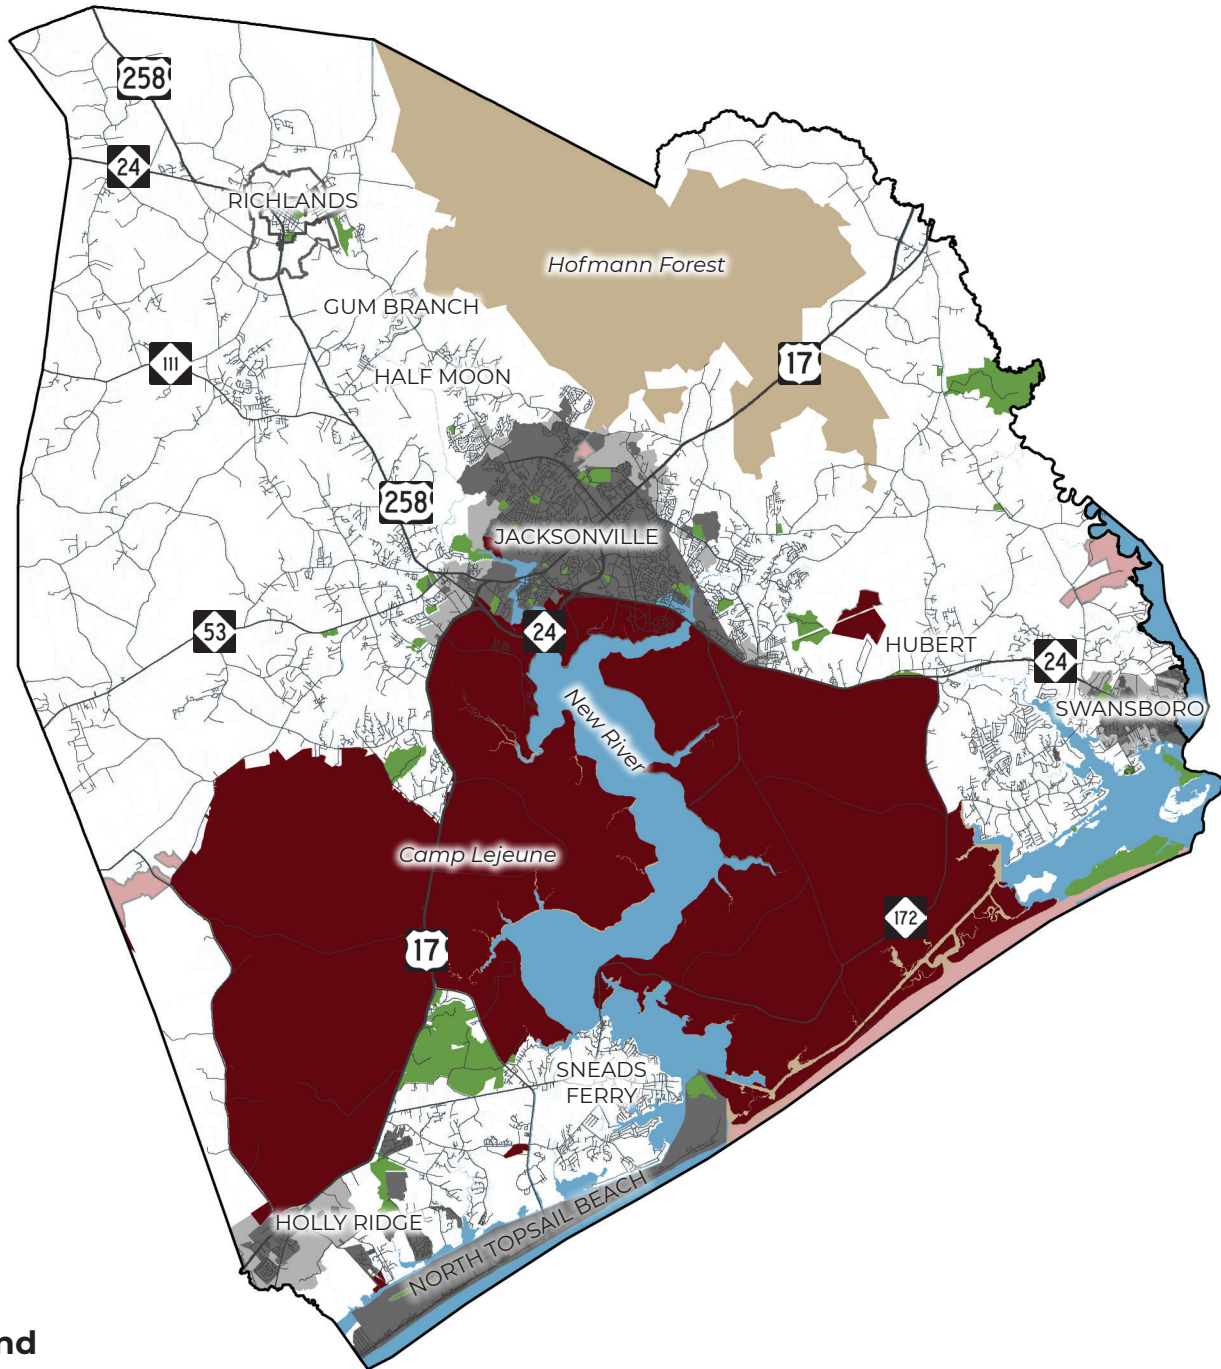 258
24
RICHLANDS
Hofmann Forest
GUM BRANCH
17
111
HALF MOON
258
JACKSONVILLE
53
24
HUBERT
24
SWANSBORO
New River
Camp Lejeune
172
17
SNEADS
FERRY
HOLLY RIDGE
NORTH TOPSAIL BEACH
nd